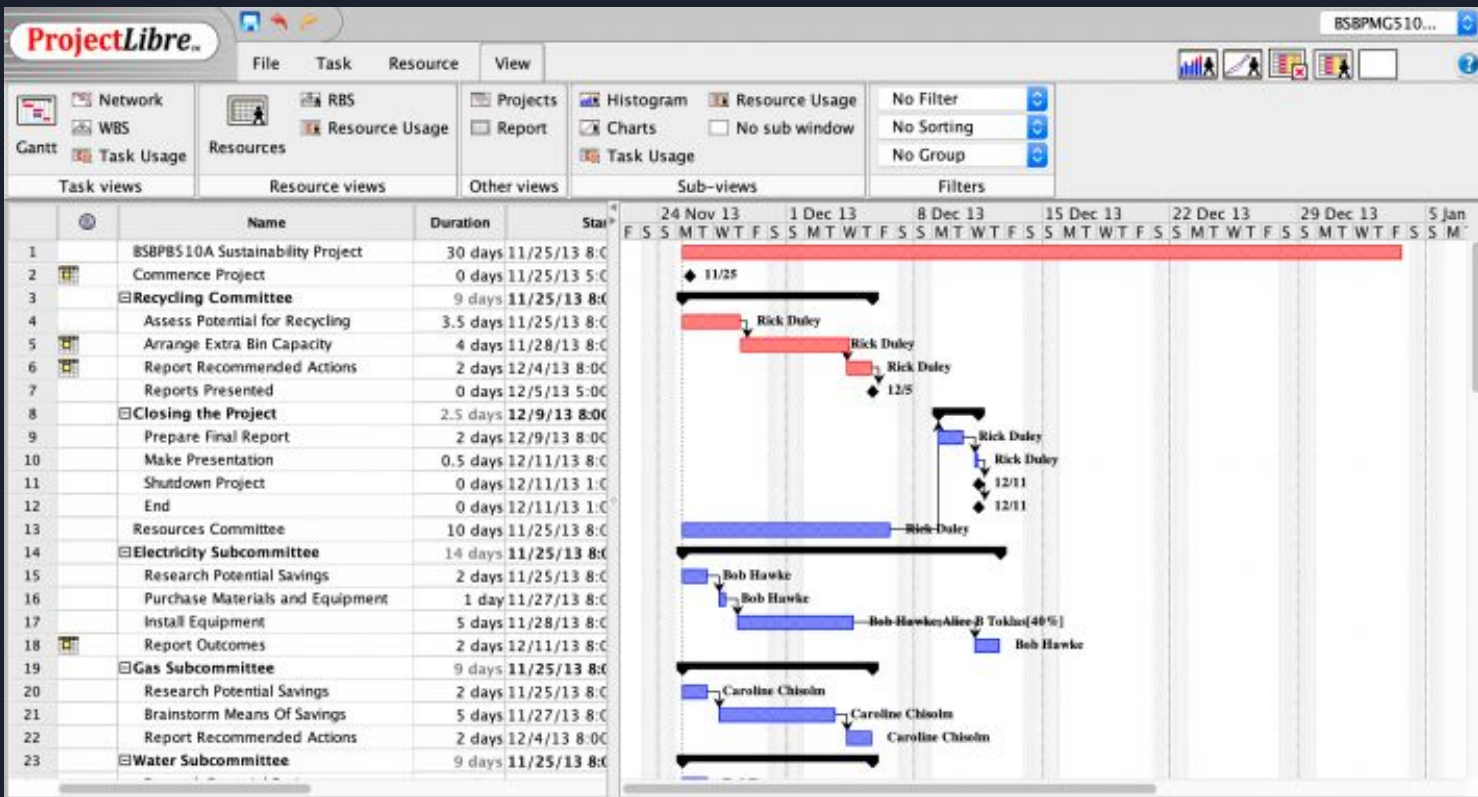 ProjectLibre™
BSBPMG510...
File Task Resource View
Network
WBS
Gantt
Task Usage
Task views
RBS
Resource Usage
Resources
Resource views
Projects
Report
Other views
Histogram Resource Usage
Charts No sub window
Task Usage
Sub-views
No Filter
No Sorting
No Group
Filters
Name Duration Star
24 Nov 13 1 Dec 13 8 Dec 13 15 Dec 13 22 Dec 13 29 Dec 13 5 Jan
F S S M T W T F S S M T W T F S S M T W T F S S M T W T F S S M T W T F S S M T W T F S S M
1 BSBPB510A Sustainability Project 30 days 11/25/13 8:0
2 Commence Project 0 days 11/25/13 5:0 11/25
3 Recycling Committee 9 days 11/25/13 8:0
4 Assess Potential for Recycling 3.5 days 11/25/13 8:0 Rick Duley
5 Arrange Extra Bin Capacity 4 days 11/28/13 8:0 Rick Duley
6 Report Recommended Actions 2 days 12/4/13 8:00 Rick Duley
7 Reports Presented 0 days 12/5/13 5:00 12/5
8 Closing the Project 2.5 days 12/9/13 8:00
9 Prepare Final Report 2 days 12/9/13 8:00 Rick Duley
10 Make Presentation 0.5 days 12/11/13 8:0 Rick Duley
11 Shutdown Project 0 days 12/11/13 1:0 12/11
12 End 0 days 12/11/13 1:0 12/11
13 Resources Committee 10 days 11/25/13 8:0 Rick Duley
14 Electricity Subcommittee 14 days 11/25/13 8:0
15 Research Potential Savings 2 days 11/25/13 8:0 Bob Hawke
16 Purchase Materials and Equipment 1 day 11/27/13 8:0 Bob Hawke
17 Install Equipment 5 days 11/28/13 8:0 Bob Hawke;Alice B Toklas[40%]
18 Report Outcomes 2 days 12/11/13 8:0 Bob Hawke
19 Gas Subcommittee 9 days 11/25/13 8:0
20 Research Potential Savings 2 days 11/25/13 8:0 Caroline Chisolm
21 Brainstorm Means Of Savings 5 days 11/27/13 8:0 Caroline Chisolm
22 Report Recommended Actions 2 days 12/4/13 8:00 Caroline Chisolm
23 Water Subcommittee 9 days 11/25/13 8:0